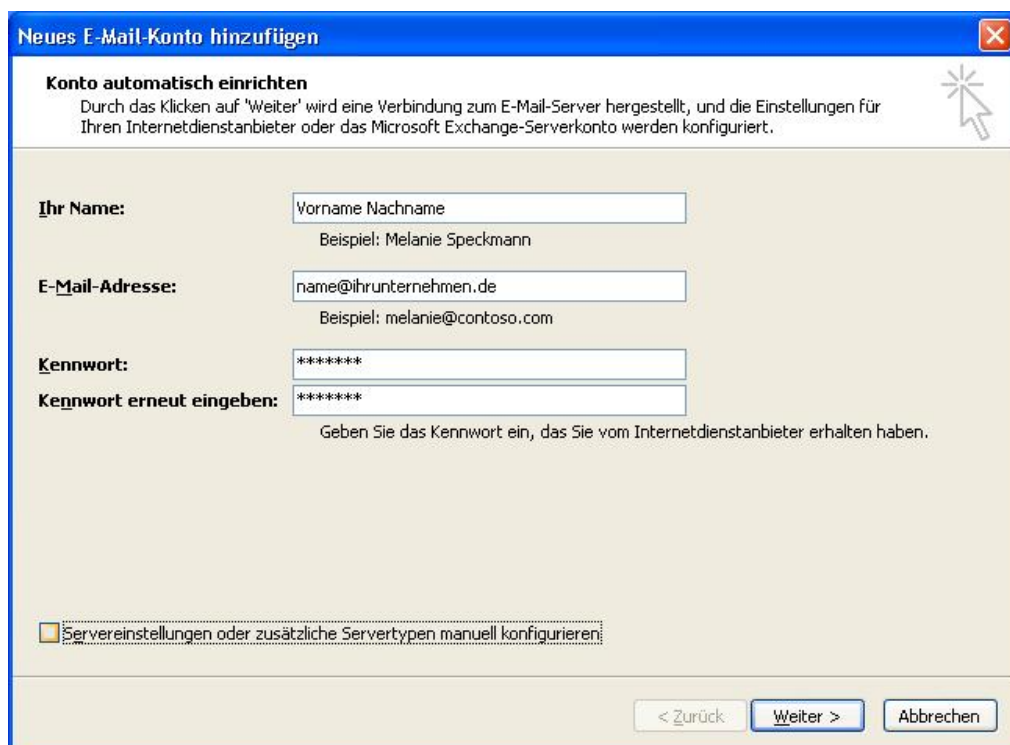 Neues E-Mail-Konto hinzufügen
Konto automatisch einrichten
Durch das Klicken auf 'Weiter' wird eine Verbindung zum E-Mail-Server hergestellt, und die Einstellungen für
Ihren Internetdienstanbieter oder das Microsoft Exchange-Serverkonto werden konfiguriert.
Ihr Name: Vorname Nachname
Beispiel: Melanie Speckmann
E-Mail-Adresse: name@ihrunternehmen.de
Beispiel: melanie@contoso.com
Kennwort: *******
Kennwort erneut eingeben: *******
Geben Sie das Kennwort ein, das Sie vom Internetdienstanbieter erhalten haben.
Servereinstellungen oder zusätzliche Servertypen manuell konfigurieren
< Zurück Weiter > Abbrechen